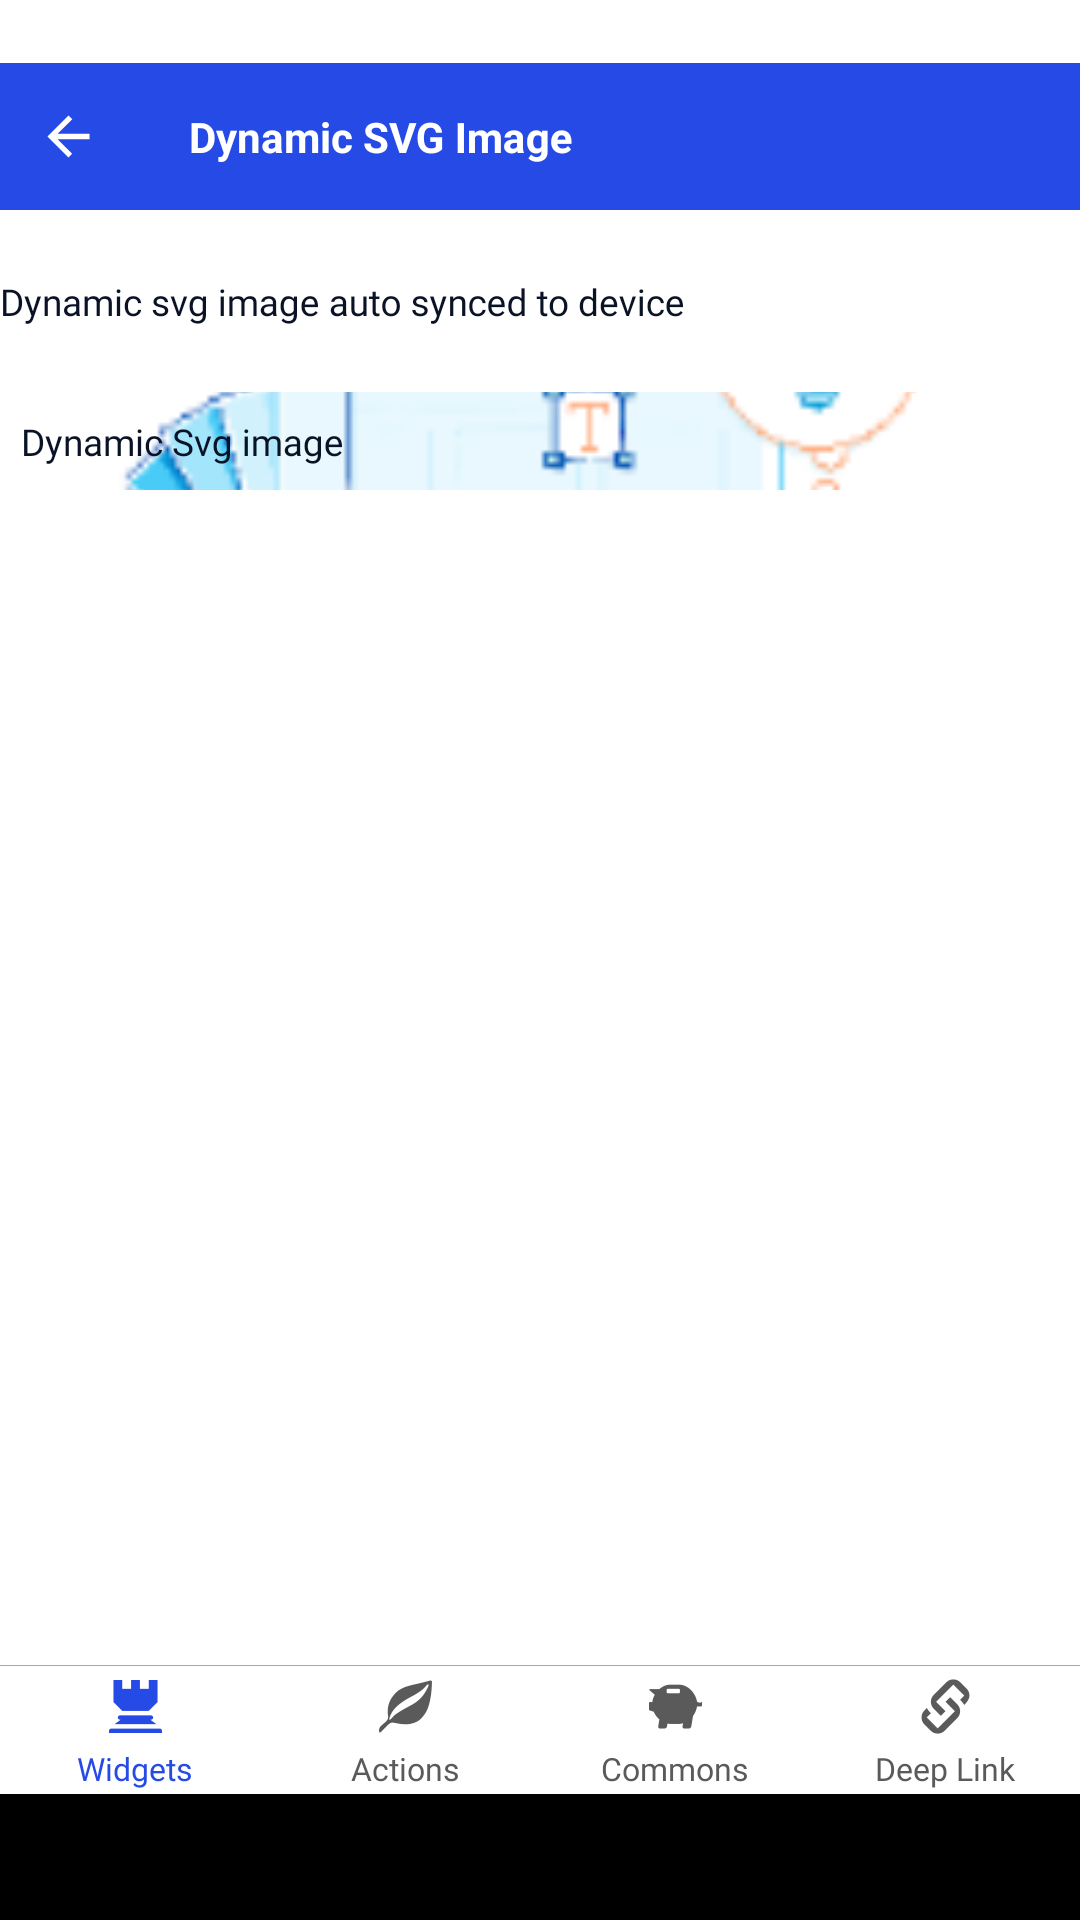 Dynamic SVG Image
Dynamic svg image auto synced to device
T
Dynamic Svg image
Widgets
Actions
Commons
Deep Link